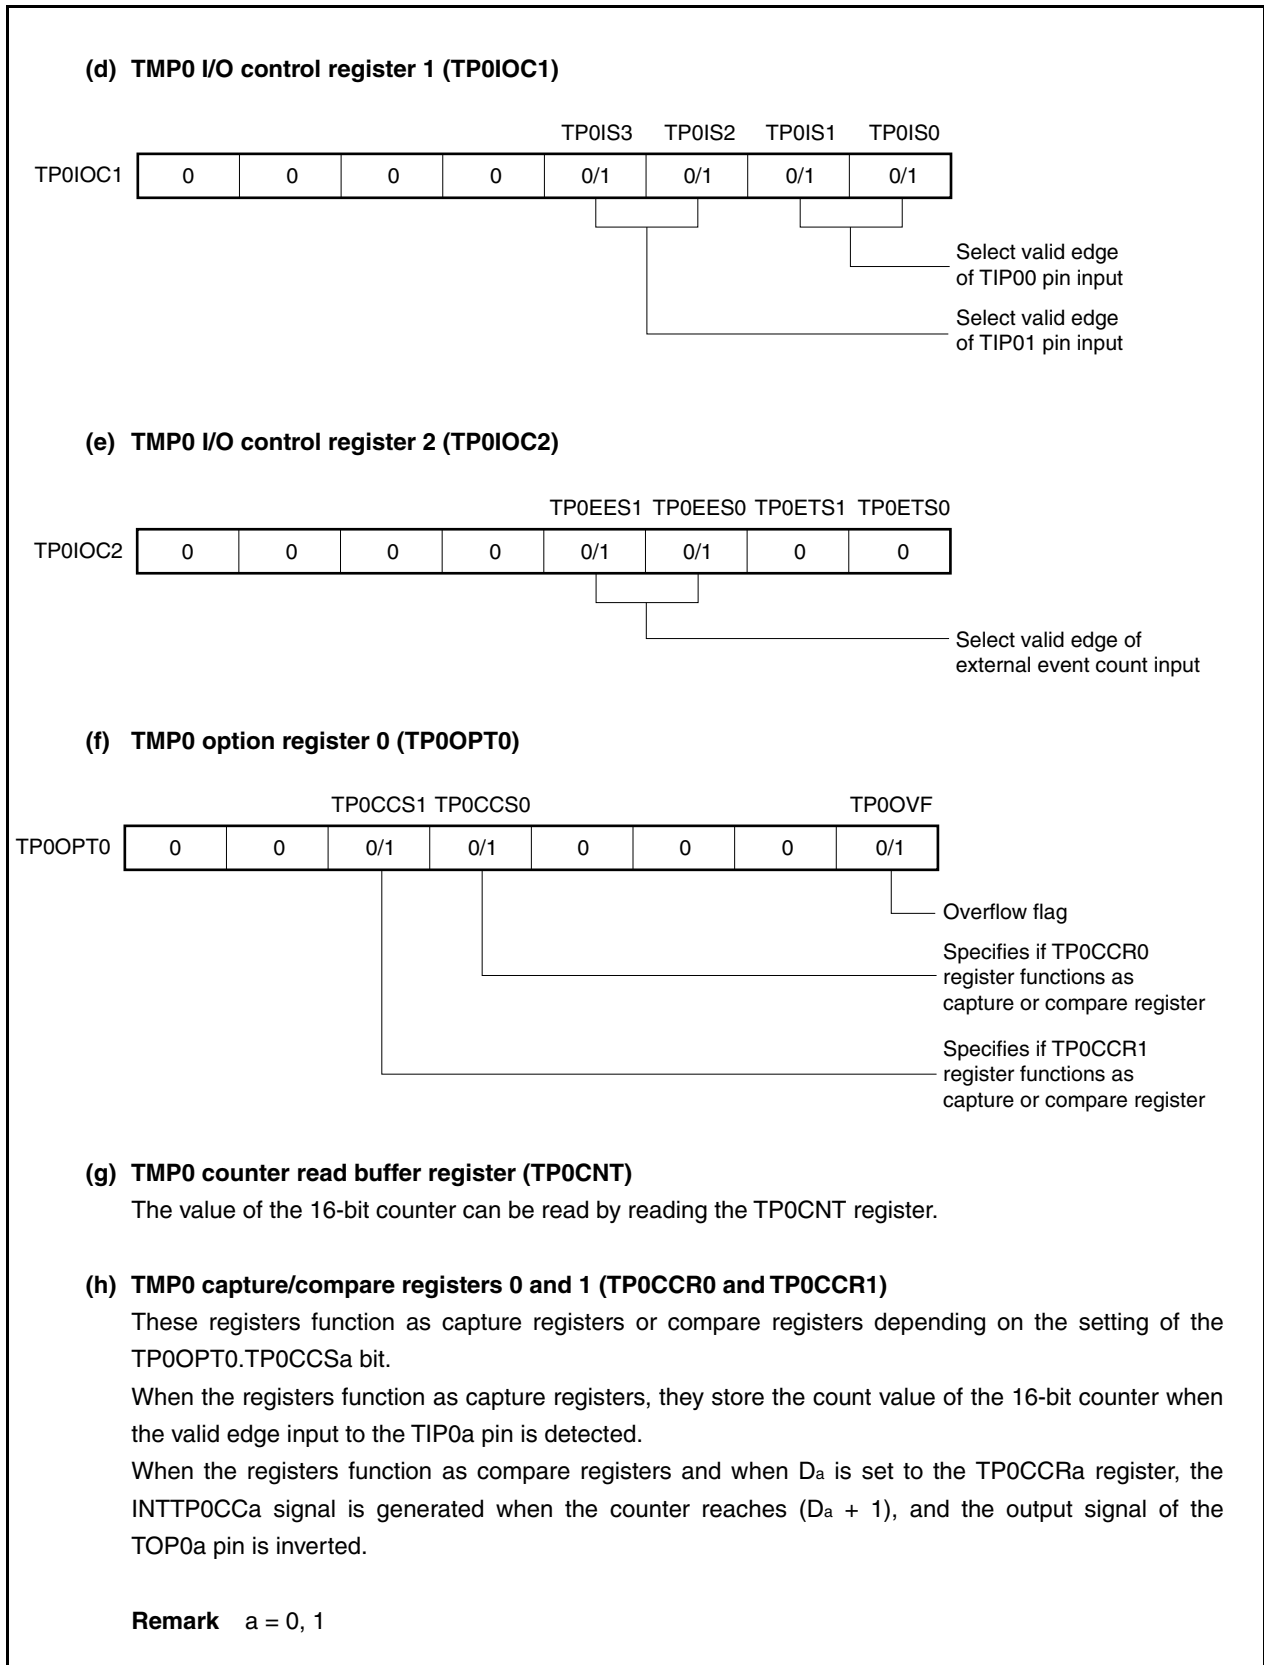 (d) TMP0 I/O control register 1 (TP0IOC1)
TP0IS3 TP0IS2 TP0IS1 TP0IS0
TP0IOC1 0 0 0 0 0/1 0/1 0/1 0/1
Select valid edge
of TIP00 pin input
Select valid edge
of TIP01 pin input
(e) TMP0 I/O control register 2 (TP0IOC2)
TP0EES1 TP0EES0 TP0ETS1 TP0ETS0
TP0IOC2 0 0 0 0 0/1 0/1 0 0
Select valid edge of
external event count input
(f) TMP0 option register 0 (TP0OPT0)
TP0CCS1 TP0CCS0 TP0OVF
TP0OPT0 0 0 0/1 0/1 0 0 0 0/1
Overflow flag
Specifies if TP0CCR0
register functions as
capture or compare register
Specifies if TP0CCR1
register functions as
capture or compare register
(g) TMP0 counter read buffer register (TP0CNT)
The value of the 16-bit counter can be read by reading the TP0CNT register.
(h) TMP0 capture/compare registers 0 and 1 (TP0CCR0 and TP0CCR1)
These registers function as capture registers or compare registers depending on the setting of the
TP0OPT0.TP0CCSa bit.
When the registers function as capture registers, they store the count value of the 16-bit counter when
the valid edge input to the TIP0a pin is detected.
When the registers function as compare registers and when Da is set to the TP0CCRa register, the
INTTP0CCa signal is generated when the counter reaches (Da + 1), and the output signal of the
TOP0a pin is inverted.
Remark a = 0, 1